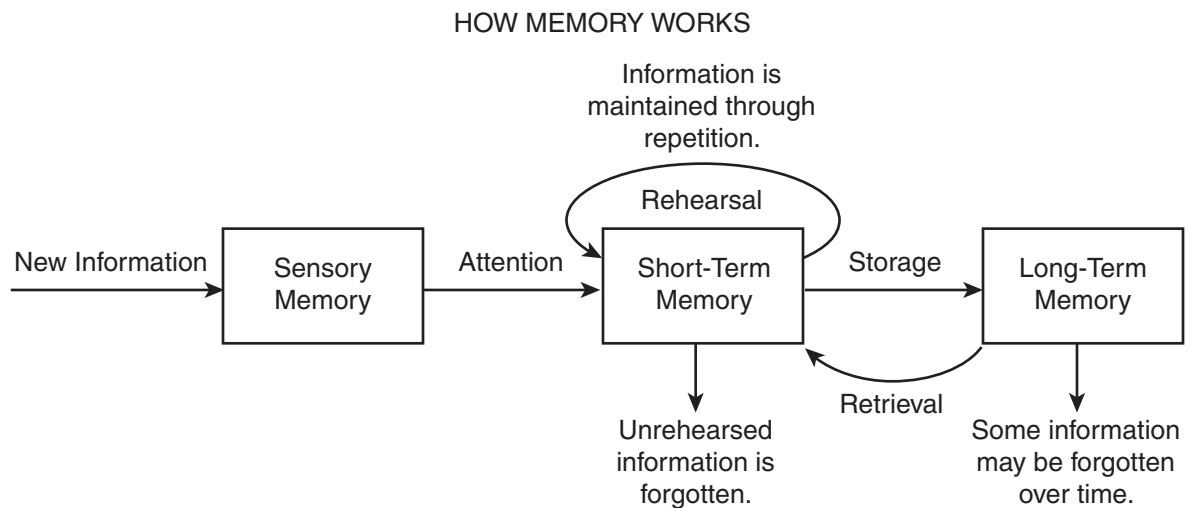 HOW MEMORY WORKS
Information is
maintained through
repetition.
Rehearsal
New Information
Sensory
Memory
Attention
Short-Term
Memory
Storage
Long-Term
Memory
Retrieval
Unrehearsed
information is
forgotten.
Some information
may be forgotten
over time.